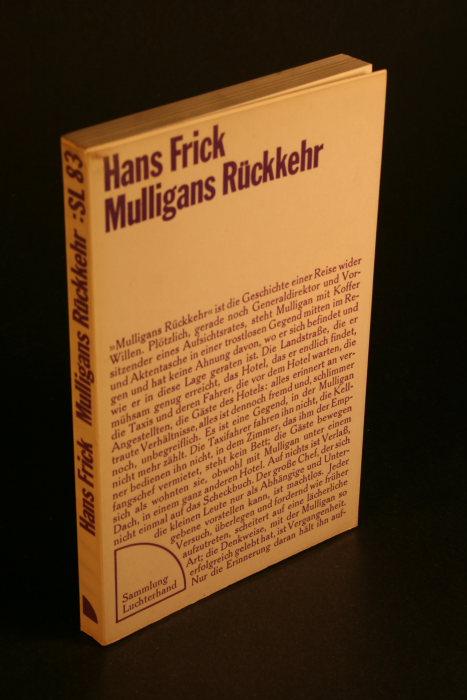 Hans Frick
Mulligans Rückkehr
»Mulligans Rückkehr« ist die Geschichte einer Reise wider
Willen. Plötzlich, gerade noch Generaldirektor und Vor-
sitzender eines Aufsichtsrates, steht Mulligan mit Koffer
und Aktentasche in einer trostlosen Gegend mitten im Re-
gen und hat keine Ahnung davon, wo er sich befindet und
wie er in diese Lage geraten ist. Die Landstraße, die er
mühsam genug erreicht, das Hotel, das er endlich findet,
die Taxis und deren Fahrer, die vor dem Hotel warten, die
Angestellten, die Gäste des Hotels: alles erinnert an ver-
traute Verhältnisse, alles ist dennoch fremd und, schlimmer
noch, unbegreiflich. Es ist eine Gegend, in der Mulligan
nicht mehr zählt. Die Taxifahrer fahren ihn nicht, die Kell-
ner bedienen ihn nicht, in dem Zimmer, das ihm der Emp-
fangschef vermietet, steht kein Bett; die Gäste bewegen
sich als wohnten sie, obwohl mit Mulligan unter einem
Dach, in einem ganz anderen Hotel. Auf nichts ist Verlaß,
nicht einmal auf das Scheckbuch. Der große Chef, der sich
die kleinen Leute nur als Abhängige und Unter-
gebene vorstellen kann, ist machtlos. Jeder
Versuch, überlegen und fordernd wie früher
aufzutreten, scheitert auf eine lächerliche
Art: die Denkweise, mit der Mulligan so
erfolgreich gelebt hat, ist Vergangenheit.
Nur die Erinnerung daran hält ihn auf-
Sammlung
Luchterhand
Hans Frick Mulligans Rückkehr :SL 83